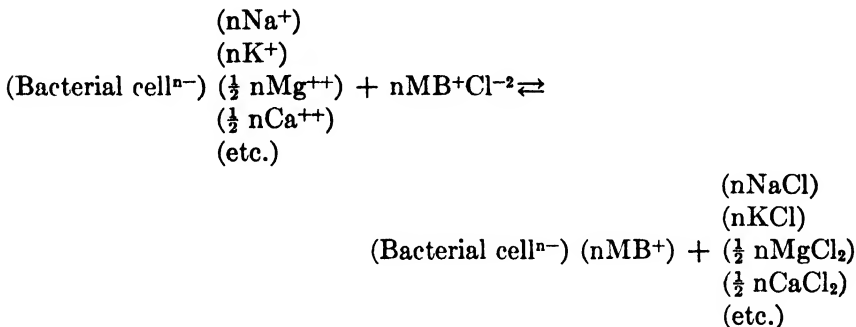 (nNa⁺)
(nK⁺)
(Bacterial cellⁿ⁻) (½ nMg⁺⁺) + nMB⁺Cl⁻²⇄
(½ nCa⁺⁺)
(etc.)
(nNaCl)
(nKCl)
(Bacterial cellⁿ⁻) (nMB⁺) + (½ nMgCl₂)
(½ nCaCl₂)
(etc.)